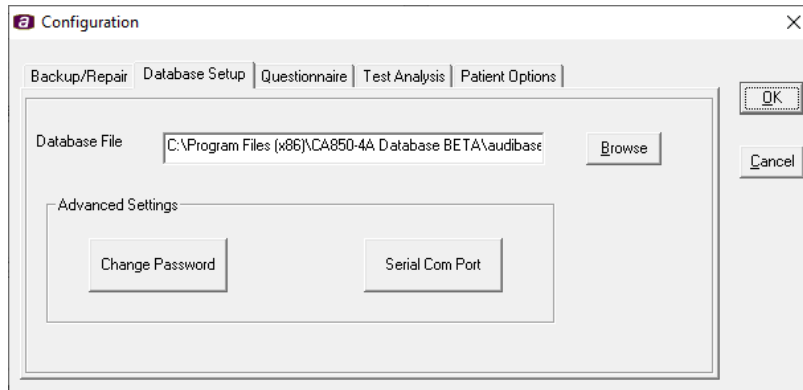 a Configuration
Backup/Repair Database Setup Questionnaire Test Analysis Patient Options
OK
Database File C:\Program Files (x86)\CA850-4A Database BETA\audibase Browse
Cancel
Advanced Settings
Change Password Serial Com Port